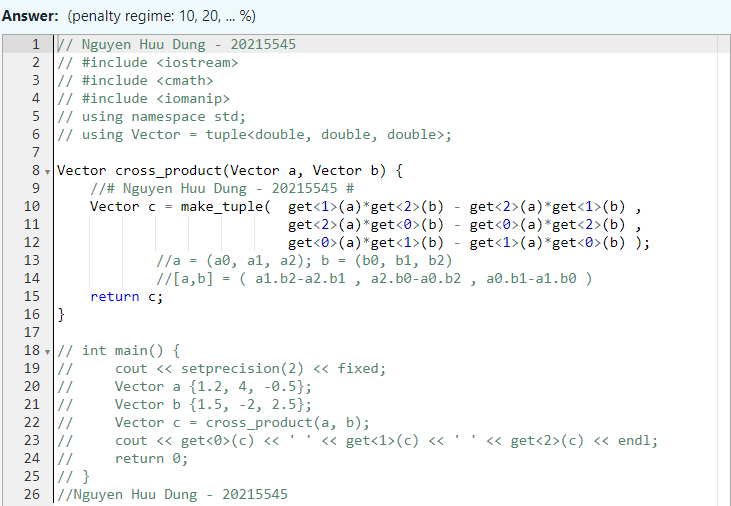 Answer: (penalty regime: 10, 20, ... %)
1 // Nguyen Huu Dung - 20215545
2 // #include <iostream>
3 // #include <cmath>
4 // #include <iomanip>
5 // using namespace std;
6 // using Vector = tuple<double, double, double>;
7
8 Vector cross_product(Vector a, Vector b) {
9     //# Nguyen Huu Dung - 20215545 #
10     Vector c = make_tuple(  get<1>(a)*get<2>(b) - get<2>(a)*get<1>(b) ,
11                             get<2>(a)*get<0>(b) - get<0>(a)*get<2>(b) ,
12                             get<0>(a)*get<1>(b) - get<1>(a)*get<0>(b) );
13             //a = (a0, a1, a2); b = (b0, b1, b2)
14             //[a,b] = ( a1.b2-a2.b1 , a2.b0-a0.b2 , a0.b1-a1.b0 )
15     return c;
16 }
17
18 // int main() {
19 //     cout << setprecision(2) << fixed;
20 //     Vector a {1.2, 4, -0.5};
21 //     Vector b {1.5, -2, 2.5};
22 //     Vector c = cross_product(a, b);
23 //     cout << get<0>(c) << ' ' << get<1>(c) << ' ' << get<2>(c) << endl;
24 //     return 0;
25 // }
26 //Nguyen Huu Dung - 20215545